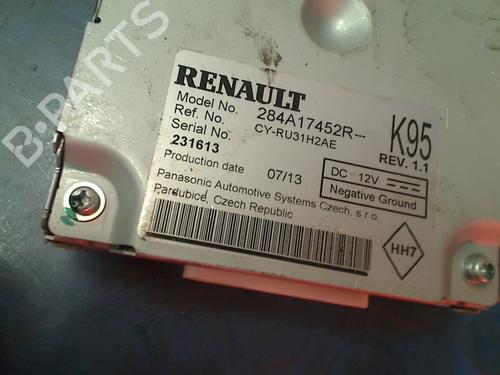 RENAULT
Model No. 284A17452R---
Ref. No. CY-RU31H2AE
Serial No.
231613
K95
REV. 1.1
Production date 07/13
DC 12V
Negative Ground
Panasonic Automotive Systems Czech, s.r.o.
Pardubice, Czech Republic
HH7
B-PARTS